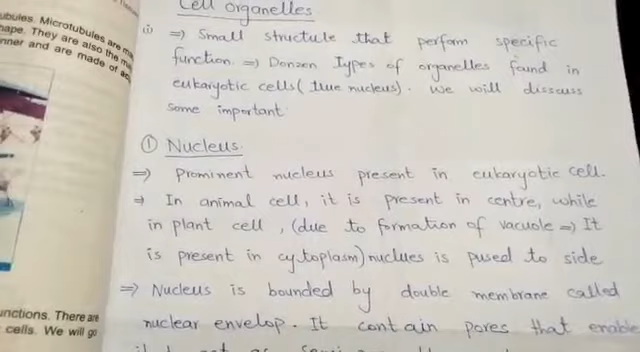 Cell organelles
ubules. Microtubules are
hape. They are also the
nner and are made of
(i) => Small structure that perform specific
function => Donzen Types of organelles found in
eukaryotic cells (true nucleus). We will disscuss
some important
① Nucleus
=> Prominent nucleus present in eukaryotic cell.
=> In animal cell, it is present in centre, while
in plant cell, (due to formation of vacuole => It
is present in cytoplasm) nuclues is pused to side
=> Nucleus is bounded by double membrane called
nuclear envelop. It contain pores that enable
unctions. There are
cells. We will go